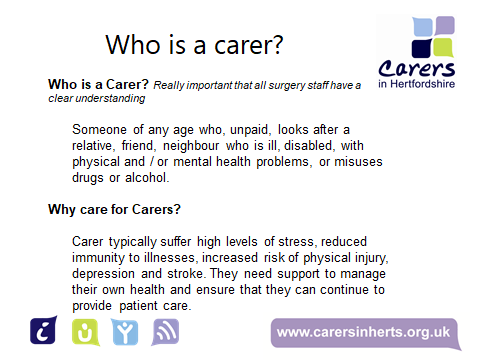 Who is a carer?
Carers
in Hertfordshire
Who is a Carer? Really important that all surgery staff have a
clear understanding
Someone of any age who, unpaid, looks after a
relative, friend, neighbour who is ill, disabled, with
physical and / or mental health problems, or misuses
drugs or alcohol.
Why care for Carers?
Carer typically suffer high levels of stress, reduced
immunity to illnesses, increased risk of physical injury,
depression and stroke. They need support to manage
their own health and ensure that they can continue to
provide patient care.
www.carersinherts.org.uk